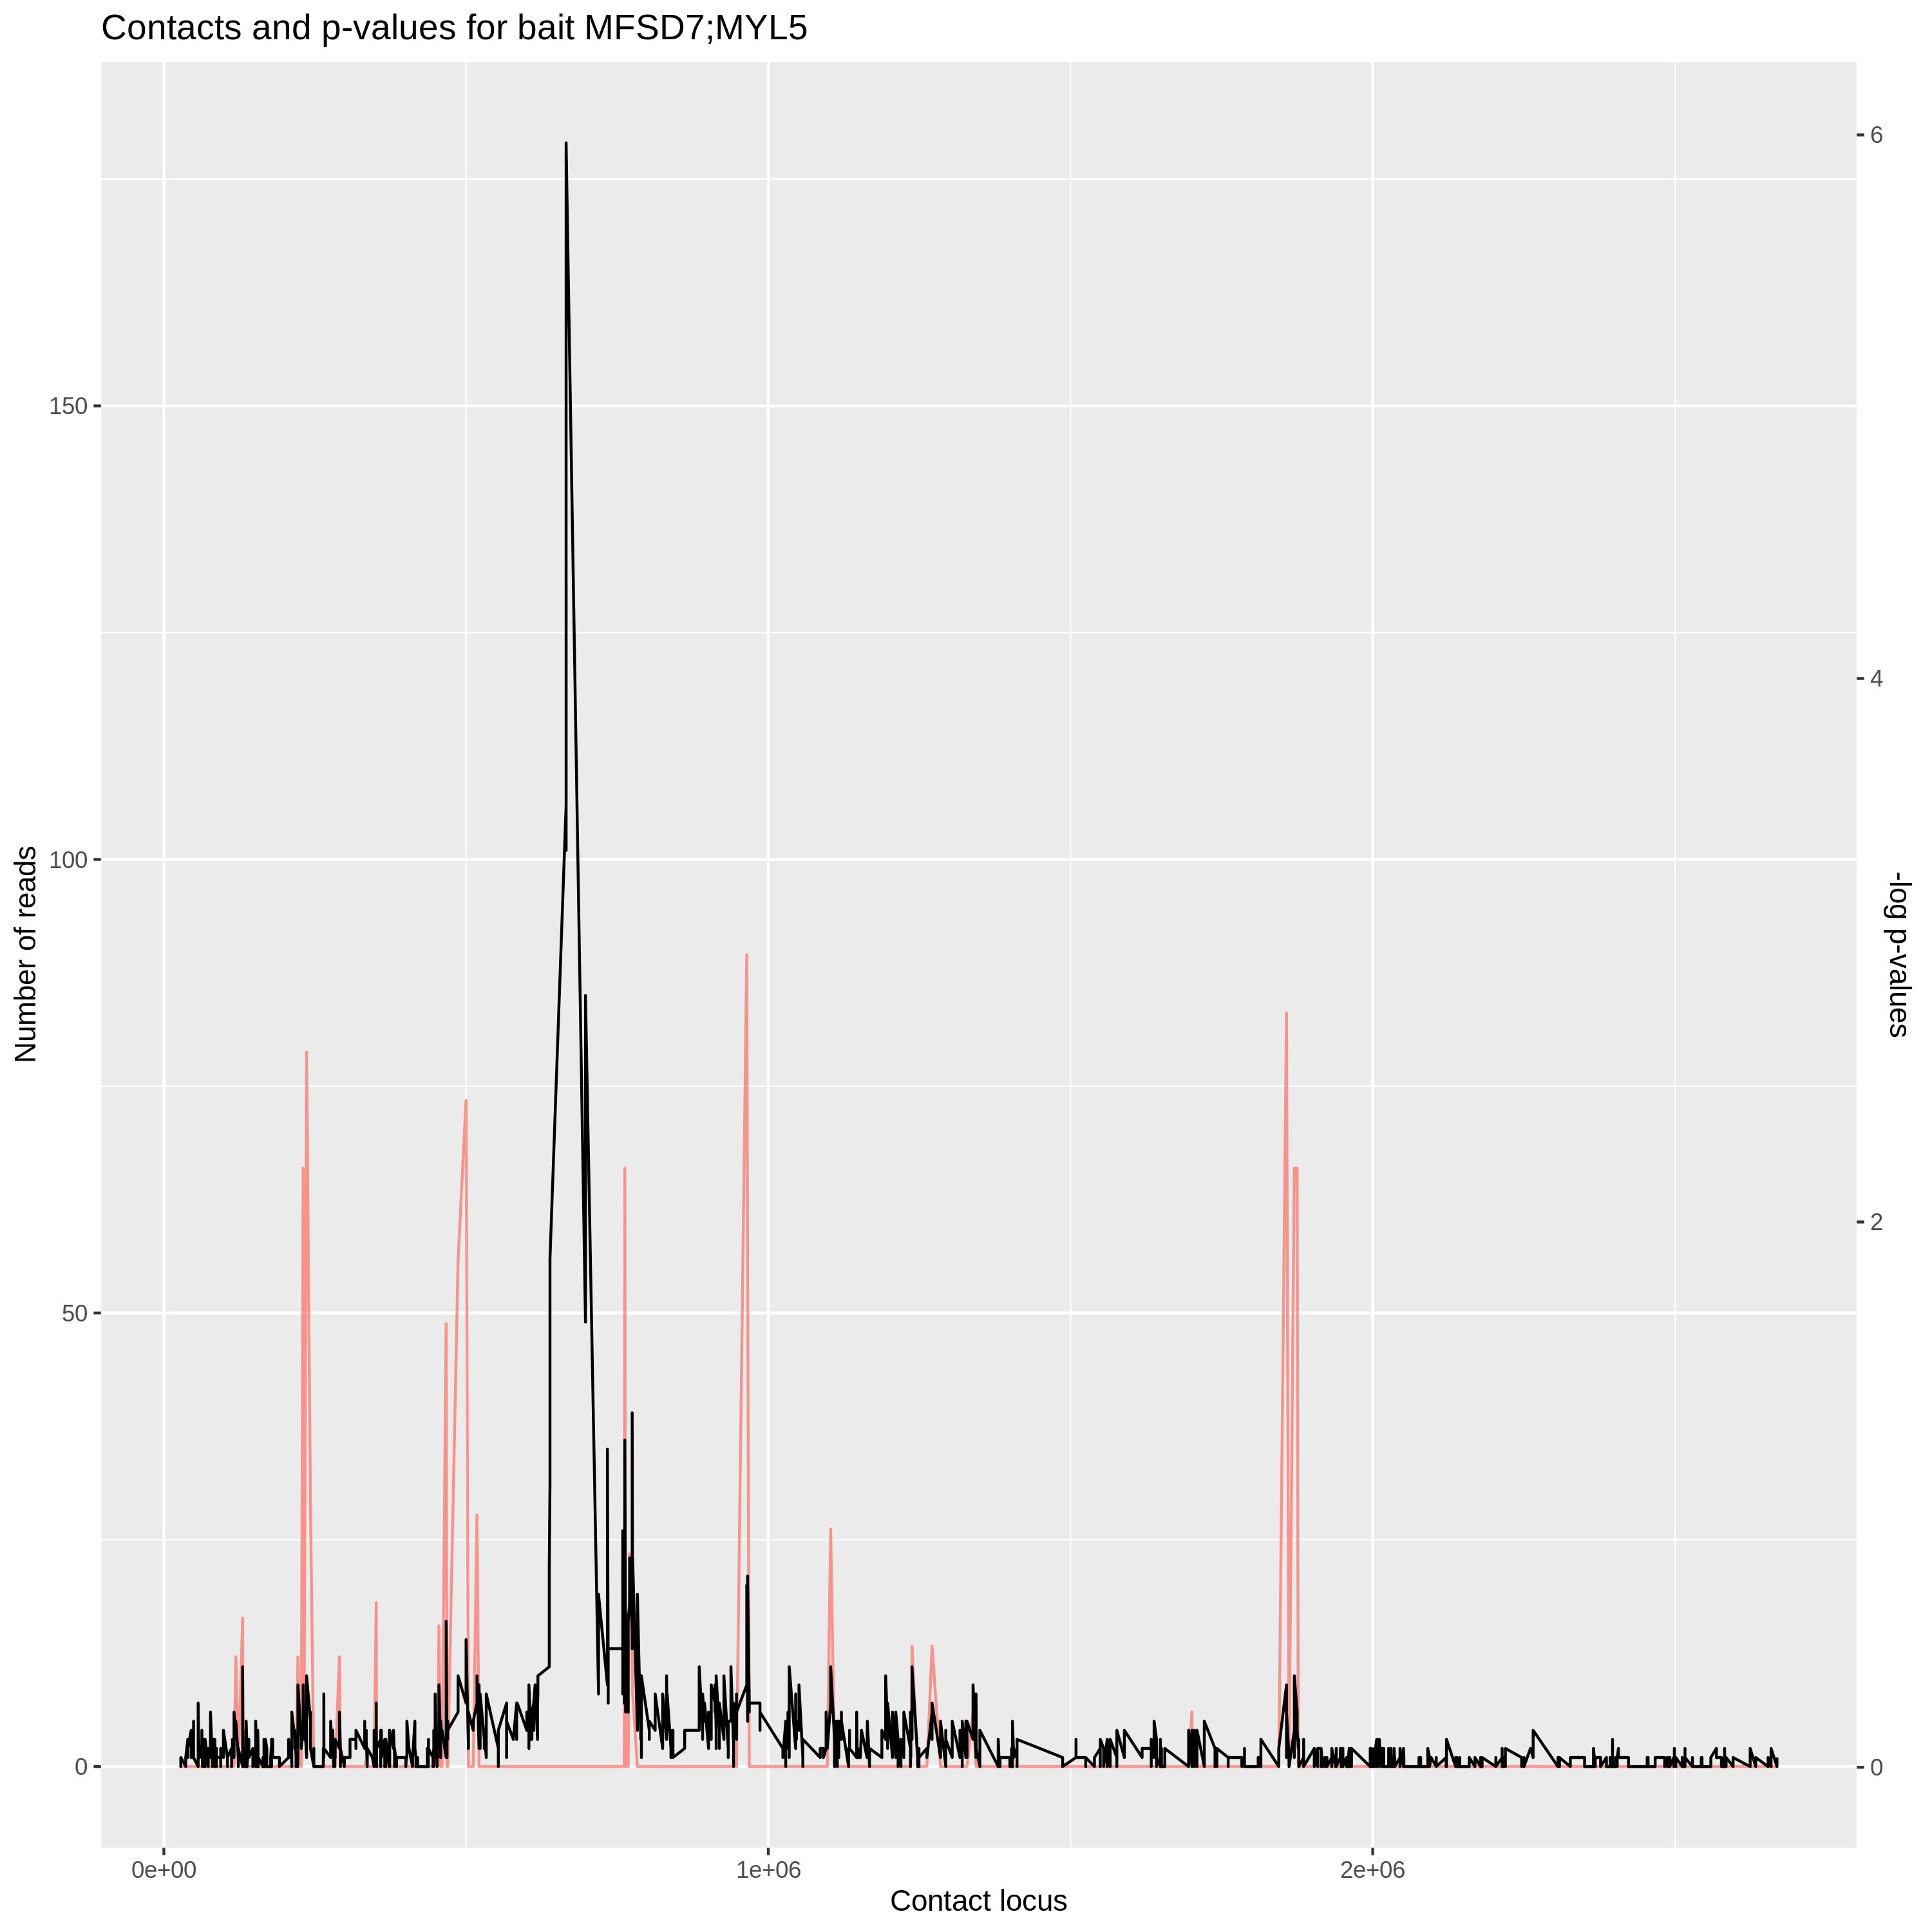 Contacts and p-values for bait MFSD7;MYL5
Number of reads
150
100
50
0
6
4
2
0
-log p-values
0e+00
1e+06
2e+06
Contact locus